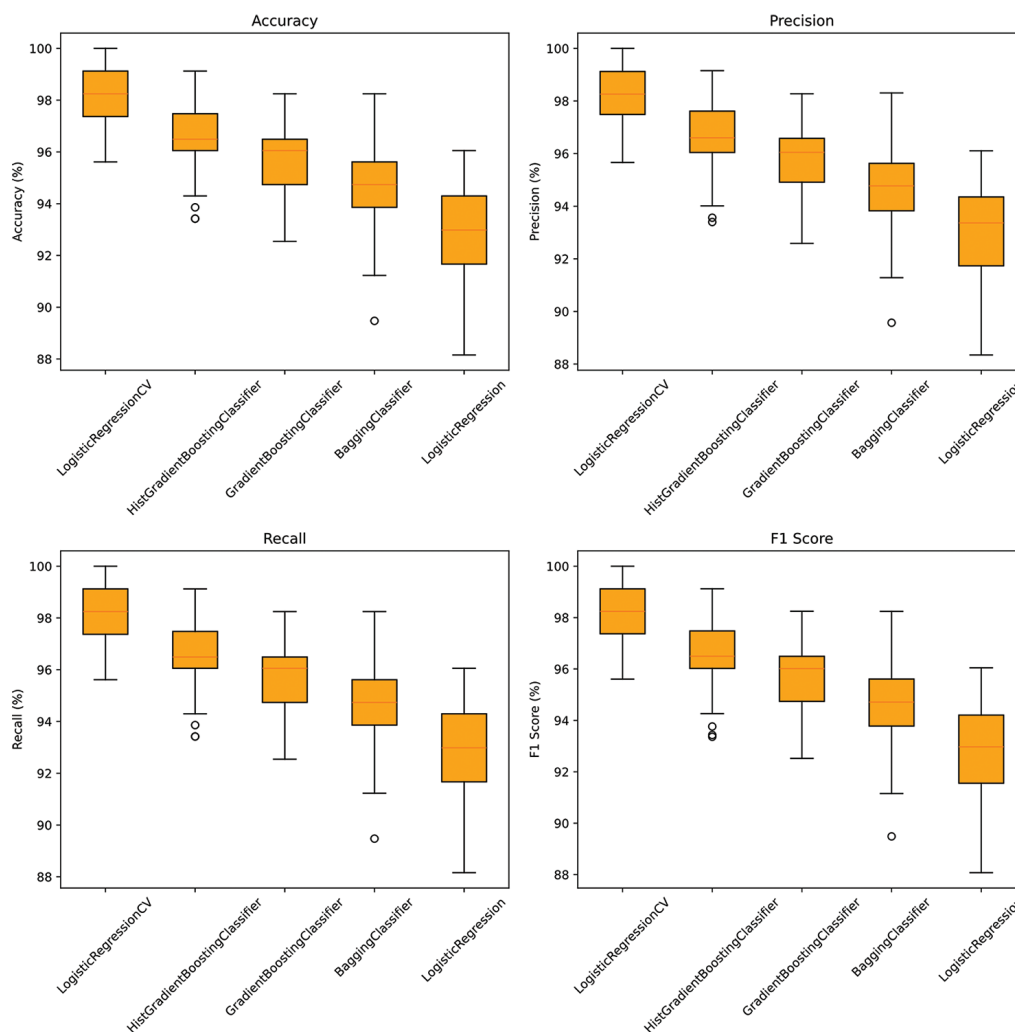 Accuracy
Accuracy (%)
100
98
96
94
92
90
88
LogisticRegressionCV
HistGradientBoostingClassifier
GradientBoostingClassifier
BaggingClassifier
LogisticRegression
Precision
Precision (%)
100
98
96
94
92
90
88
LogisticRegressionCV
HistGradientBoostingClassifier
GradientBoostingClassifier
BaggingClassifier
LogisticRegression
Recall
Recall (%)
100
98
96
94
92
90
88
LogisticRegressionCV
HistGradientBoostingClassifier
GradientBoostingClassifier
BaggingClassifier
LogisticRegression
F1 Score
F1 Score (%)
100
98
96
94
92
90
88
LogisticRegressionCV
HistGradientBoostingClassifier
GradientBoostingClassifier
BaggingClassifier
LogisticRegression